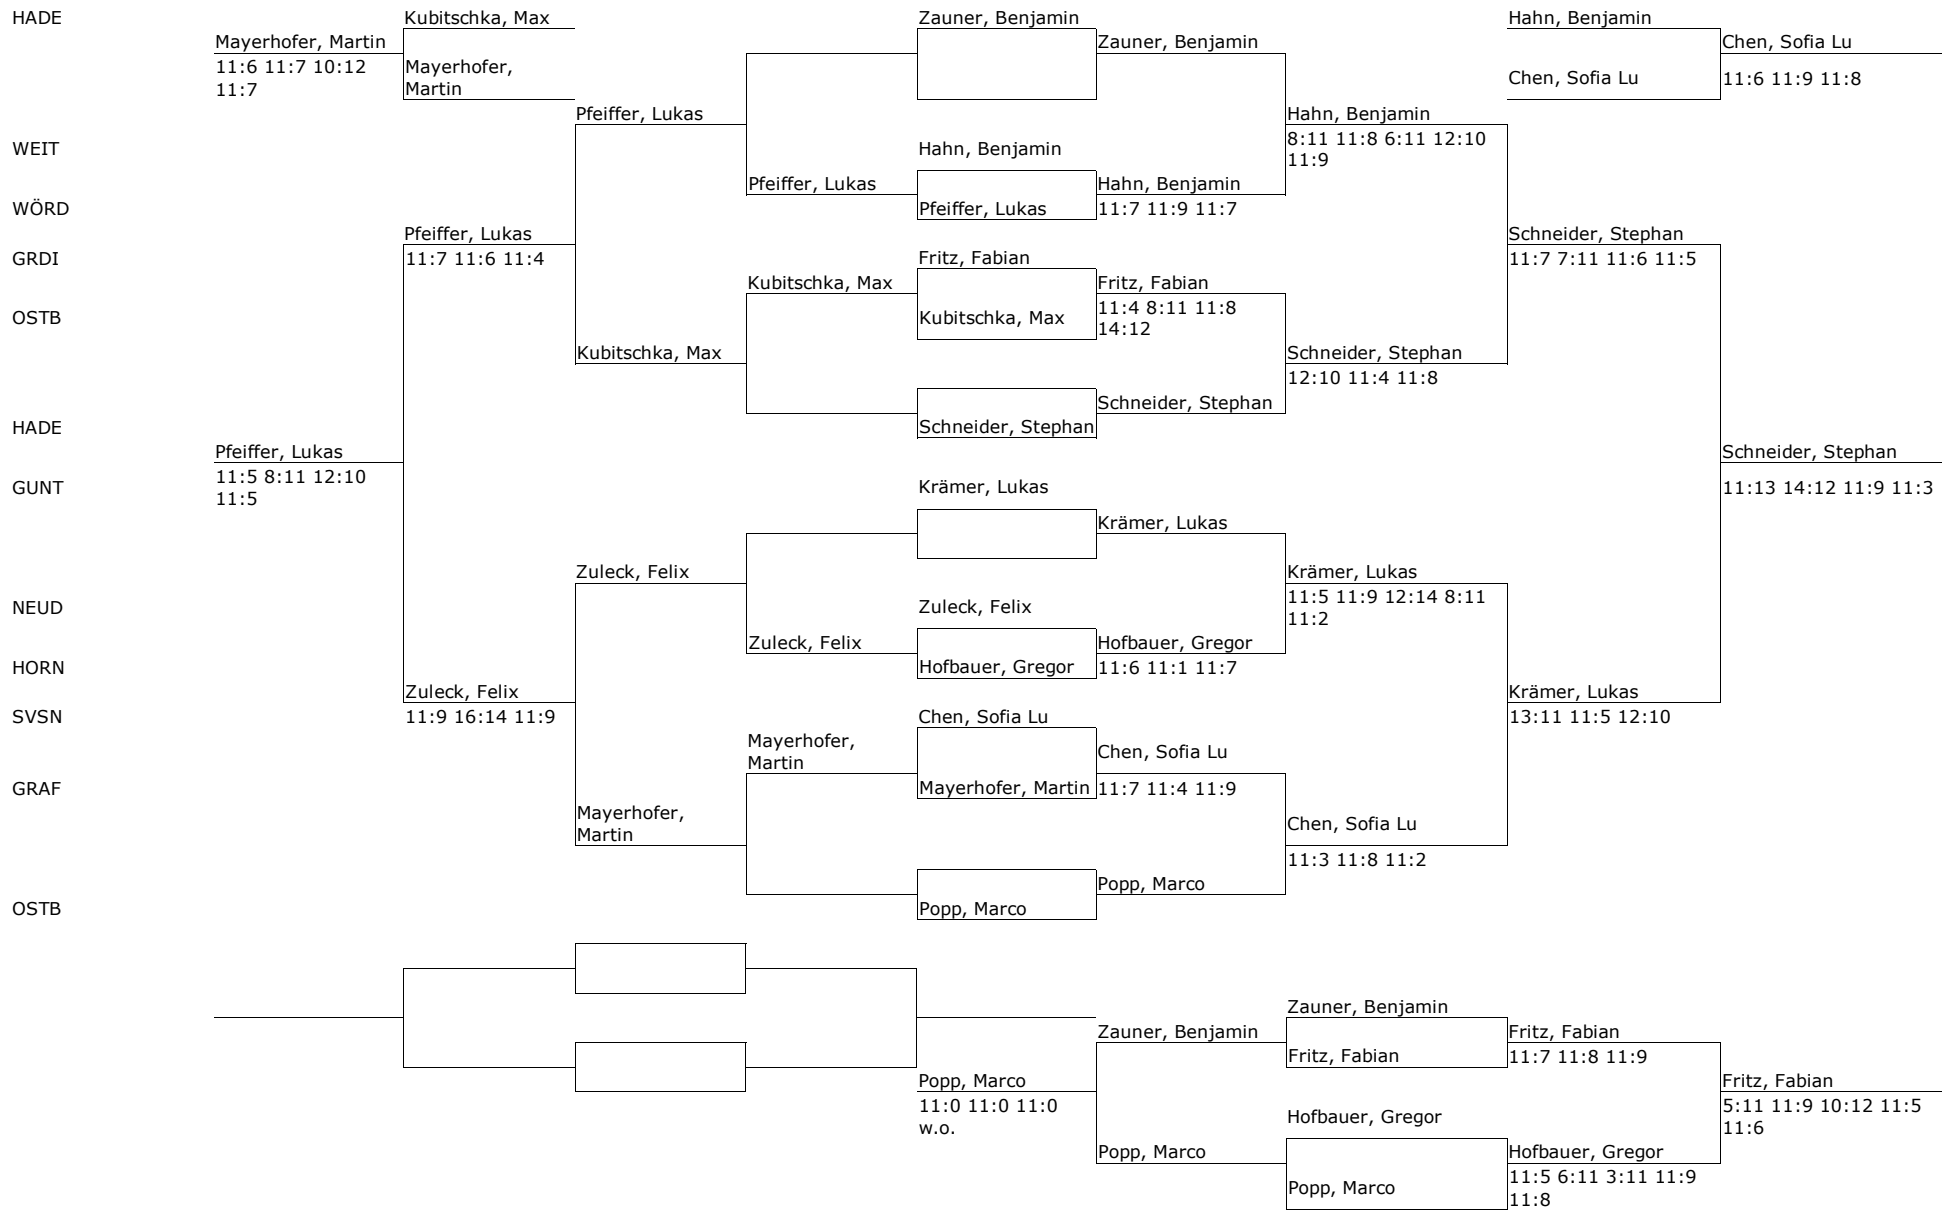 HADE
Kubitschka, Max
Zauner, Benjamin
Hahn, Benjamin
Mayerhofer, Martin
Zauner, Benjamin
Chen, Sofia Lu
11:6 11:7 10:12
11:7
Mayerhofer,
Martin
Chen, Sofia Lu
11:6 11:9 11:8
Pfeiffer, Lukas
Hahn, Benjamin
8:11 11:8 6:11 12:10
11:9
WEIT
Hahn, Benjamin
Pfeiffer, Lukas
Hahn, Benjamin
WÖRD
Pfeiffer, Lukas
11:7 11:9 11:7
Pfeiffer, Lukas
11:7 11:6 11:4
Schneider, Stephan
11:7 7:11 11:6 11:5
GRDI
Fritz, Fabian
Kubitschka, Max
Fritz, Fabian
11:4 8:11 11:8
14:12
OSTB
Kubitschka, Max
Kubitschka, Max
Schneider, Stephan
12:10 11:4 11:8
Schneider, Stephan
HADE
Schneider, Stephan
Pfeiffer, Lukas
11:5 8:11 12:10
11:5
Schneider, Stephan
11:13 14:12 11:9 11:3
GUNT
Krämer, Lukas
Krämer, Lukas
Zuleck, Felix
Krämer, Lukas
11:5 11:9 12:14 8:11
11:2
NEUD
Zuleck, Felix
Zuleck, Felix
Hofbauer, Gregor
HORN
Hofbauer, Gregor
11:6 11:1 11:7
Zuleck, Felix
11:9 16:14 11:9
Krämer, Lukas
13:11 11:5 12:10
SVSN
Chen, Sofia Lu
Mayerhofer,
Martin
Chen, Sofia Lu
GRAF
Mayerhofer, Martin
11:7 11:4 11:9
Mayerhofer,
Martin
Chen, Sofia Lu
11:3 11:8 11:2
Popp, Marco
OSTB
Popp, Marco
Zauner, Benjamin
Zauner, Benjamin
Fritz, Fabian
Fritz, Fabian
11:7 11:8 11:9
Popp, Marco
11:0 11:0 11:0
w.o.
Fritz, Fabian
5:11 11:9 10:12 11:5
11:6
Hofbauer, Gregor
Popp, Marco
Hofbauer, Gregor
Popp, Marco
11:5 6:11 3:11 11:9
11:8